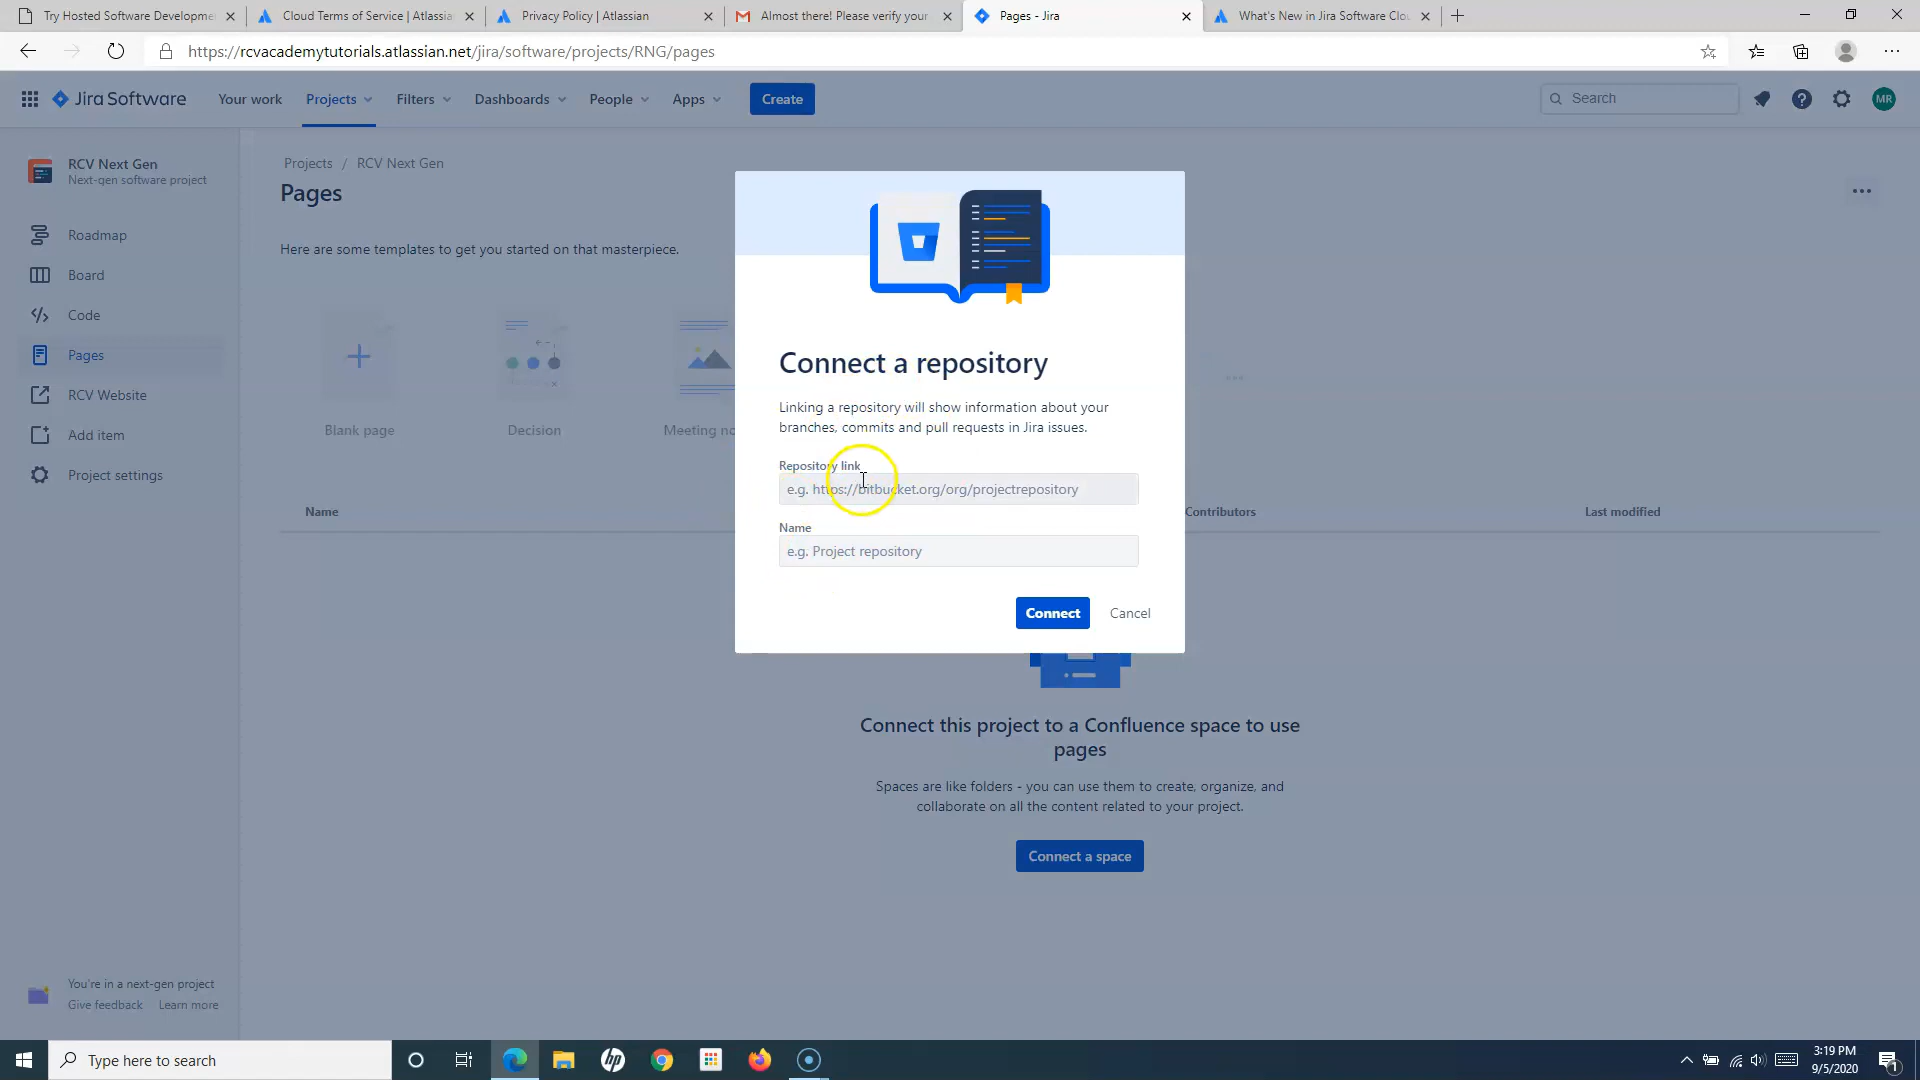 Try Hosted Software Developme
Cloud Terms of Service | Atlassia
Privacy Policy | Atlassian
Almost there! Please verify your
Pages - Jira
What's New in Jira Software Clou
https://rcvacademytutorials.atlassian.net/jira/software/projects/RNG/pages
Jira Software
Your work
Projects
Filters
Dashboards
People
Apps
Create
Search
MR
RCV Next Gen
Next-gen software project
Roadmap
Board
Code
Pages
RCV Website
Add item
Project settings
You're in a next-gen project
Give feedback Learn more
Projects / RCV Next Gen
Pages
Here are some templates to get you started on that masterpiece.
Blank page
Decision
Meeting no
Name
Contributors
Last modified
Connect a repository
Linking a repository will show information about your
branches, commits and pull requests in Jira issues.
Repository link
e.g. https://bitbucket.org/org/projectrepository
Name
e.g. Project repository
Connect
Cancel
Connect this project to a Confluence space to use
pages
Spaces are like folders - you can use them to create, organize, and
collaborate on all the content related to your project.
Connect a space
Type here to search
hp
3:19 PM
9/5/2020
1